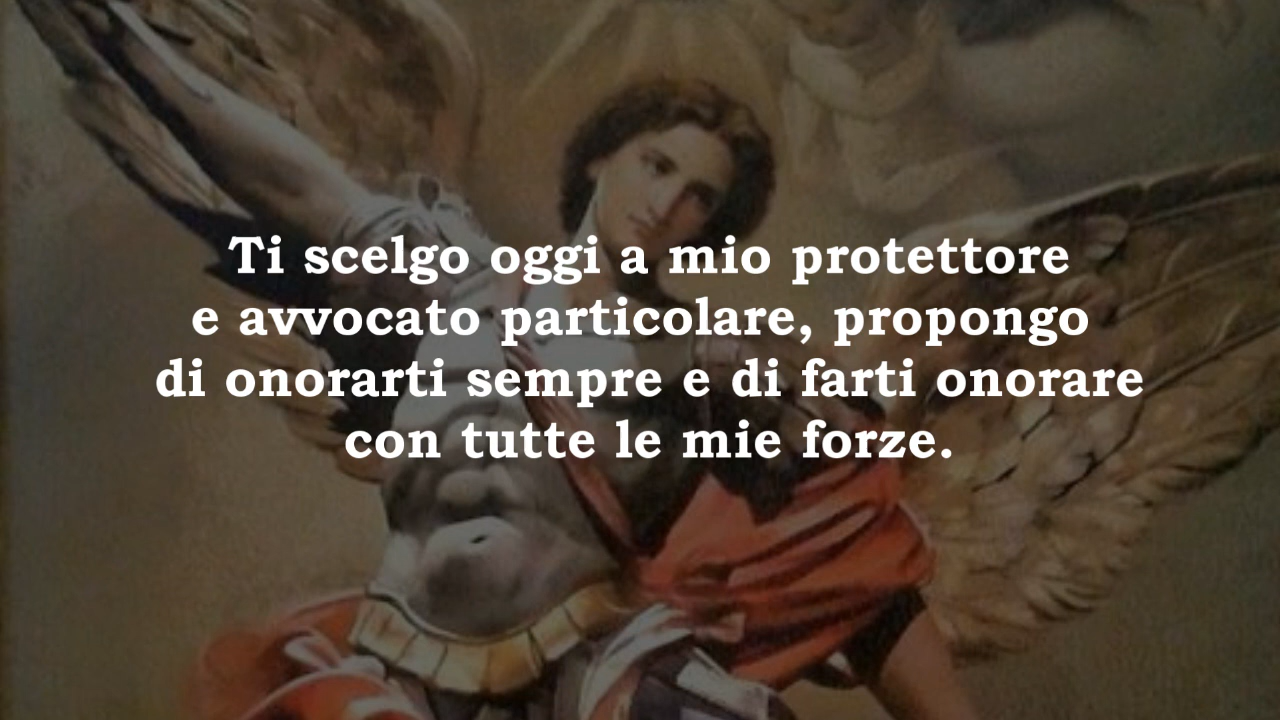 Ti scelgo oggi a mio protettore
e avvocato particolare, propongo
di onorarti sempre e di farti onorare
con tutte le mie forze.